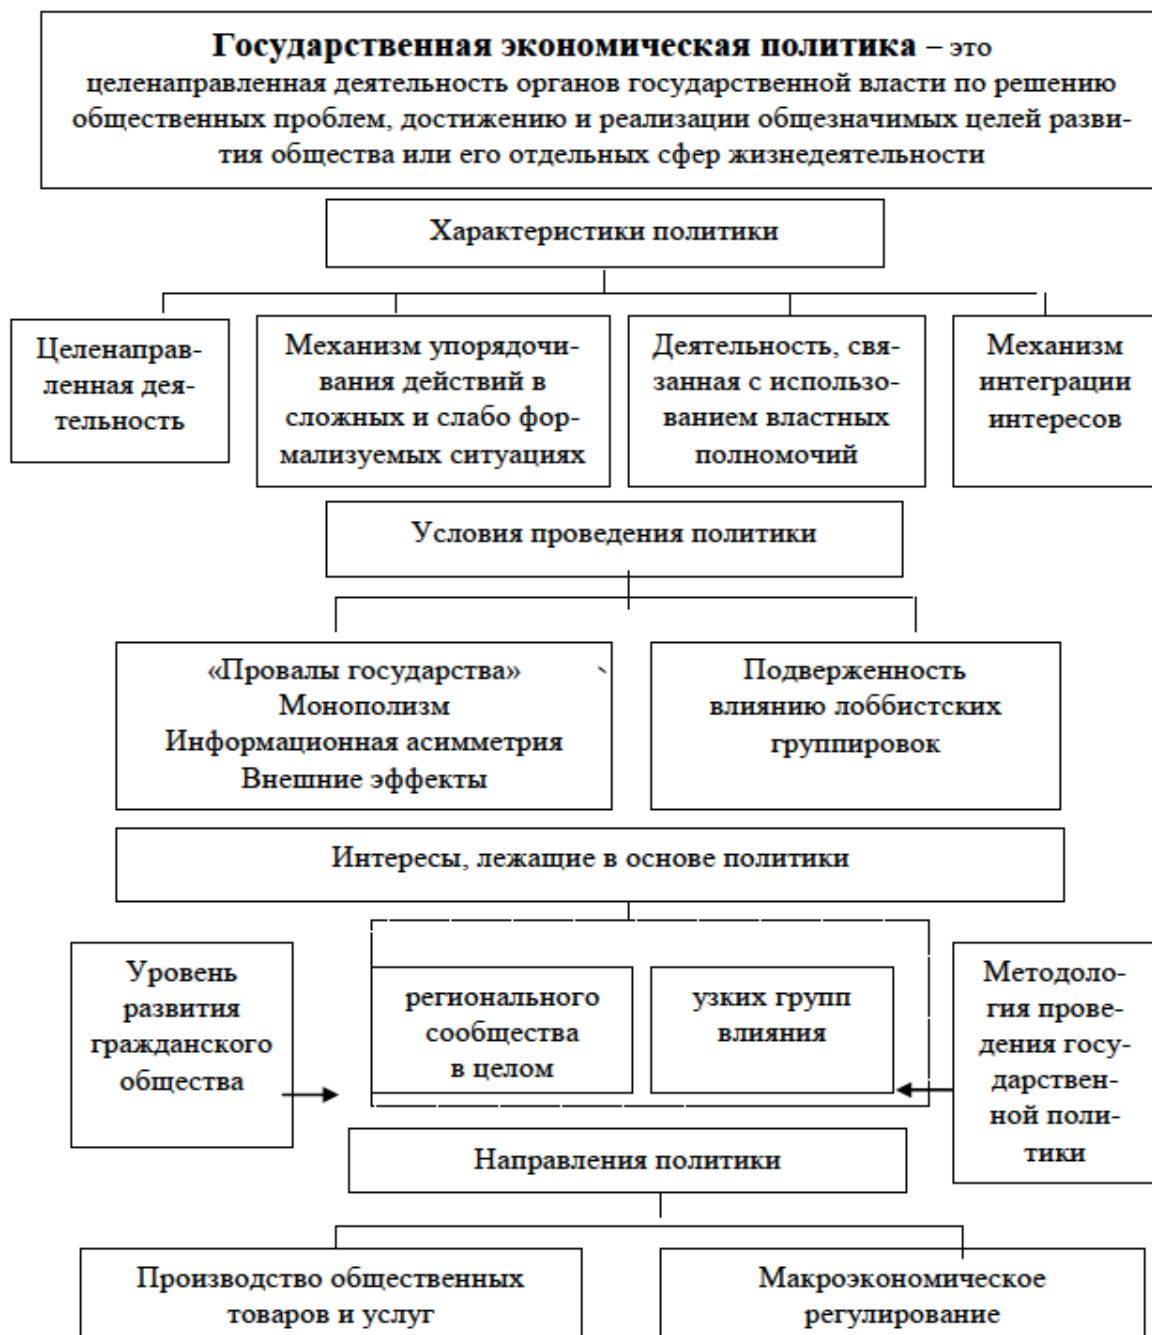 Государственная экономическая политика – это
целенаправленная деятельность органов государственной власти по решению
общественных проблем, достижению и реализации общезначимых целей разви-
тия общества или его отдельных сфер жизнедеятельности
Характеристики политики
Целенаправ-
ленная дея-
тельность
Механизм упорядочи-
вания действий в
сложных и слабо фор-
мализуемых ситуациях
Деятельность, свя-
занная с использо-
ванием властных
полномочий
Механизм
интеграции
интересов
Условия проведения политики
«Провалы государства»
Монополизм
Информационная асимметрия
Внешние эффекты
Подверженность
влиянию лоббистских
группировок
Интересы, лежащие в основе политики
Уровень
развития
гражданского
общества
регионального
сообщества
в целом
узких групп
влияния
Методоло-
гия прове-
дения госу-
дарствен-
ной поли-
тики
Направления политики
Производство общественных
товаров и услуг
Макроэкономическое
регулирование